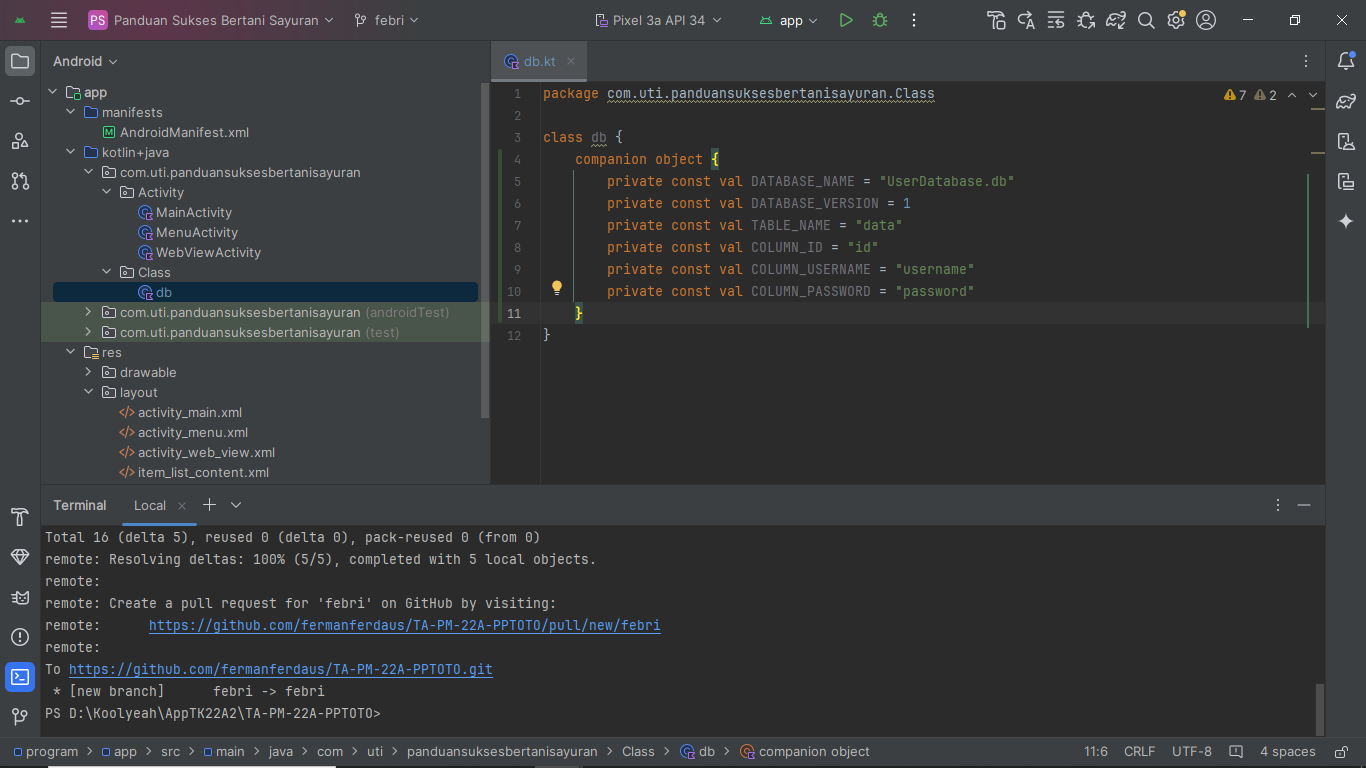 PS Panduan Sukses Bertani Sayuran febri Pixel 3a API 34 app
Android
app
manifests
AndroidManifest.xml
kotlin+java
com.uti.panduansuksesbertanisayuran
Activity
MainActivity
MenuActivity
WebViewActivity
Class
db
com.uti.panduansuksesbertanisayuran (androidTest)
com.uti.panduansuksesbertanisayuran (test)
res
drawable
layout
activity_main.xml
activity_menu.xml
activity_web_view.xml
item_list_content.xml
db.kt
7 2
1 package com.uti.panduansuksesbertanisayuran.Class
2
3 class db {
4 companion object {
5 private const val DATABASE_NAME = "UserDatabase.db"
6 private const val DATABASE_VERSION = 1
7 private const val TABLE_NAME = "data"
8 private const val COLUMN_ID = "id"
9 private const val COLUMN_USERNAME = "username"
10 private const val COLUMN_PASSWORD = "password"
11 }
12 }
Terminal Local
Total 16 (delta 5), reused 0 (delta 0), pack-reused 0 (from 0)
remote: Resolving deltas: 100% (5/5), completed with 5 local objects.
remote:
remote: Create a pull request for 'febri' on GitHub by visiting:
remote: https://github.com/fermanferdaus/TA-PM-22A-PPTOTO/pull/new/febri
remote:
To https://github.com/fermanferdaus/TA-PM-22A-PPTOTO.git
* [new branch] febri -> febri
PS D:\Koolyeah\AppTK22A2\TA-PM-22A-PPTOTO>
program > app > src > main > java > com > uti > panduansuksesbertanisayuran > Class > db > companion object 11:6 CRLF UTF-8 4 spaces